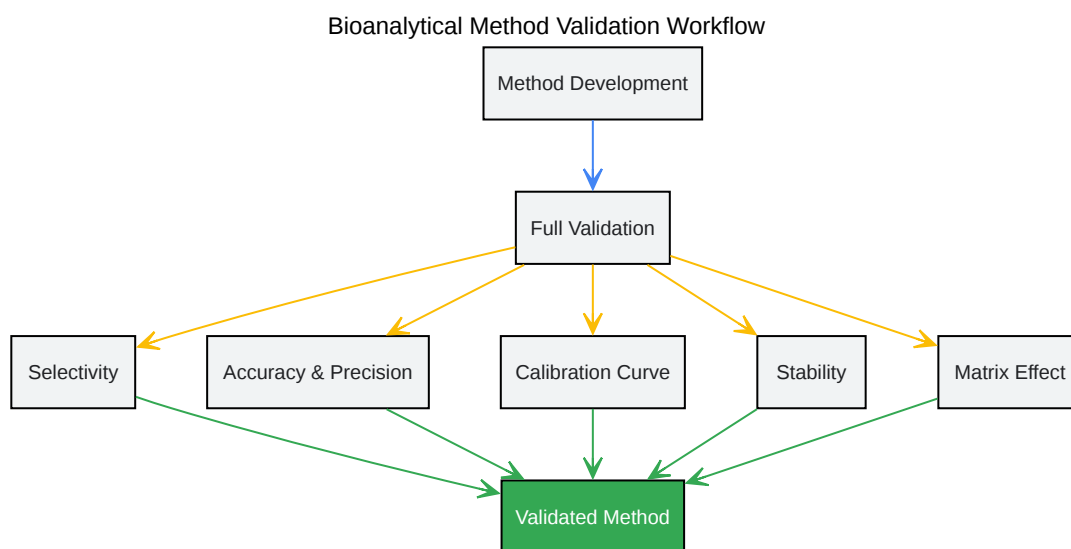 Bioanalytical Method Validation Workflow
Method Development
Full Validation
Selectivity
Accuracy & Precision
Calibration Curve
Stability
Matrix Effect
Validated Method